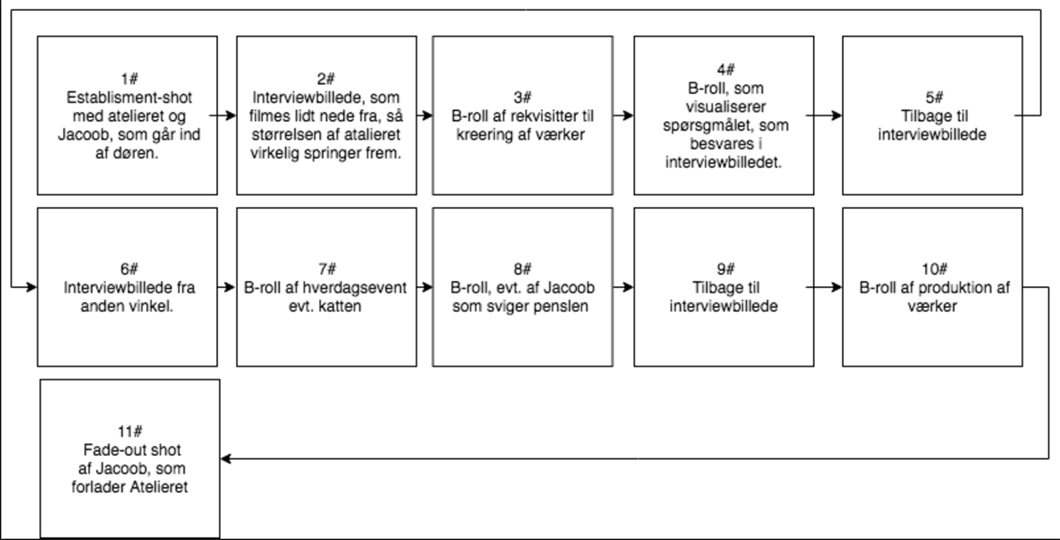 1#
Establisment-shot
med atelieret og
Jacoob, som går ind
af døren.
2#
Interviewbillede, som
filmes lidt nede fra, så
størrelsen af atalieret
virkelig springer frem.
3#
B-roll af rekvisitter til
kreering af værker
4#
B-roll, som
visualiserer
spørsgmålet, som
besvares i
interviewbilledet.
5#
Tilbage til
interviewbillede
6#
Interviewbillede fra
anden vinkel.
7#
B-roll af hverdagsevent
evt. katten
8#
B-roll, evt. af Jacoob
som sviger penslen
9#
Tilbage til
interviewbillede
10#
B-roll af produktion af
værker
11#
Fade-out shot
af Jacoob, som
forlader Atelieret